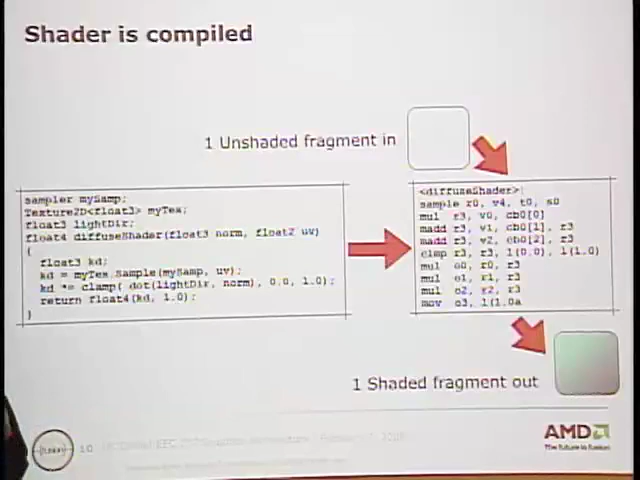 Shader is compiled
1 Unshaded fragment in
sampler mySamp;
Texture2D<float3> myTex;
float3 lightDir;
float4 diffuseShader(float3 norm, float2 uv)
{
float3 kd;
kd = myTex.Sample(mySamp, uv);
kd *= clamp( dot(lightDir, norm), 0.0, 1.0);
return float4(kd, 1.0);
}
<diffuseShader>:
sample r0, v4, t0, s0
mul r3, v0, cb0[0]
madd r3, v1, cb0[1], r3
madd r3, v2, cb0[2], r3
clmp r3, r3, l(0.0), l(1.0)
mul o0, r0, r3
mul o1, r1, r3
mul o2, r2, r3
mov o3, l(1.0
1 Shaded fragment out
10
AMD
The future is fusion